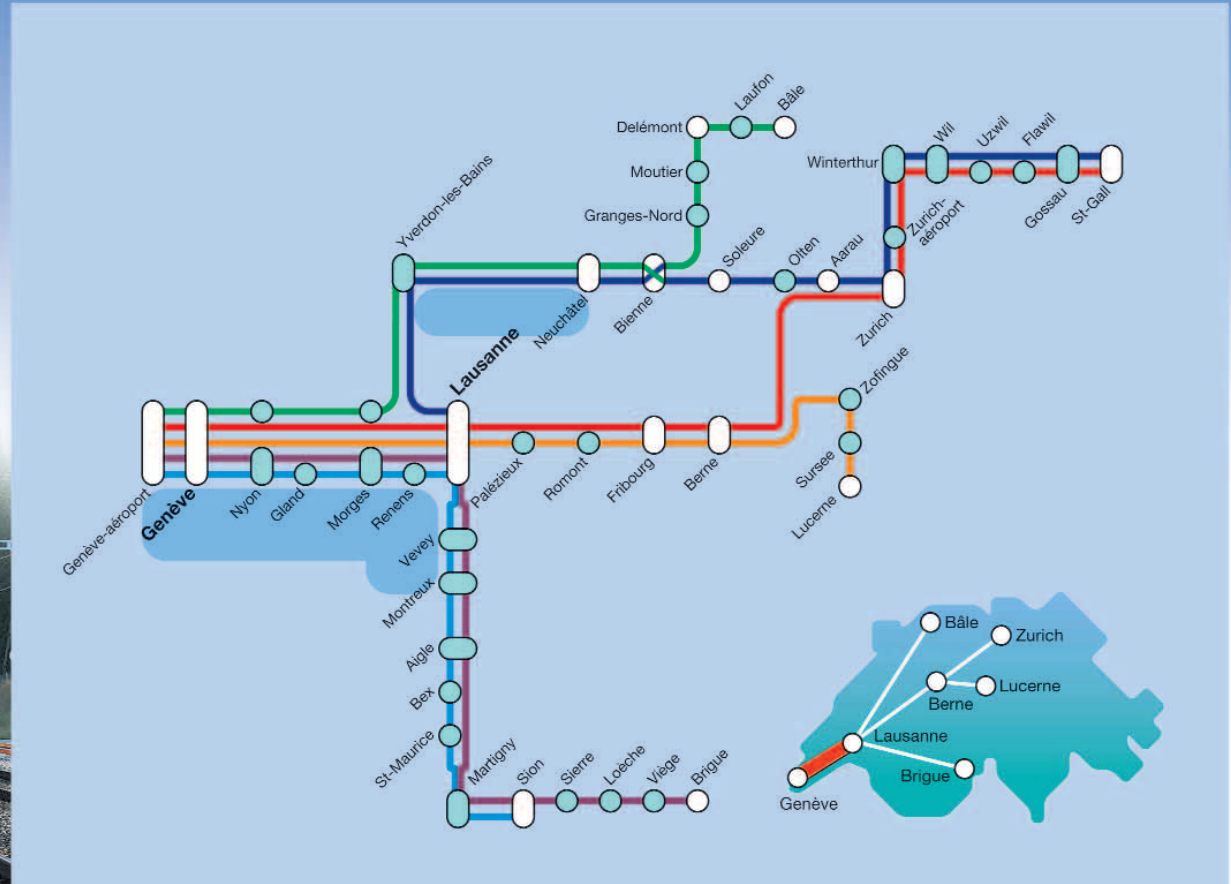 Laufon
Bâle
Delémont
Moutier
Granges-Nord
Winterthur
Wil
Uzwil
Flawil
Gossau
St-Gall
Zurich-
aéroport
Yverdon-les-Bains
Neuchâtel
Bienne
Soleure
Olten
Aarau
Zurich
Lausanne
Zofingue
Sursee
Lucerne
Genève-aéroport
Genève
Nyon
Gland
Morges
Renens
Palézieux
Romont
Fribourg
Berne
Vevey
Montreux
Aigle
Bex
St-Maurice
Martigny
Sion
Sierre
Loèche
Viège
Brigue
Bâle
Zurich
Lucerne
Berne
Lausanne
Brigue
Genève